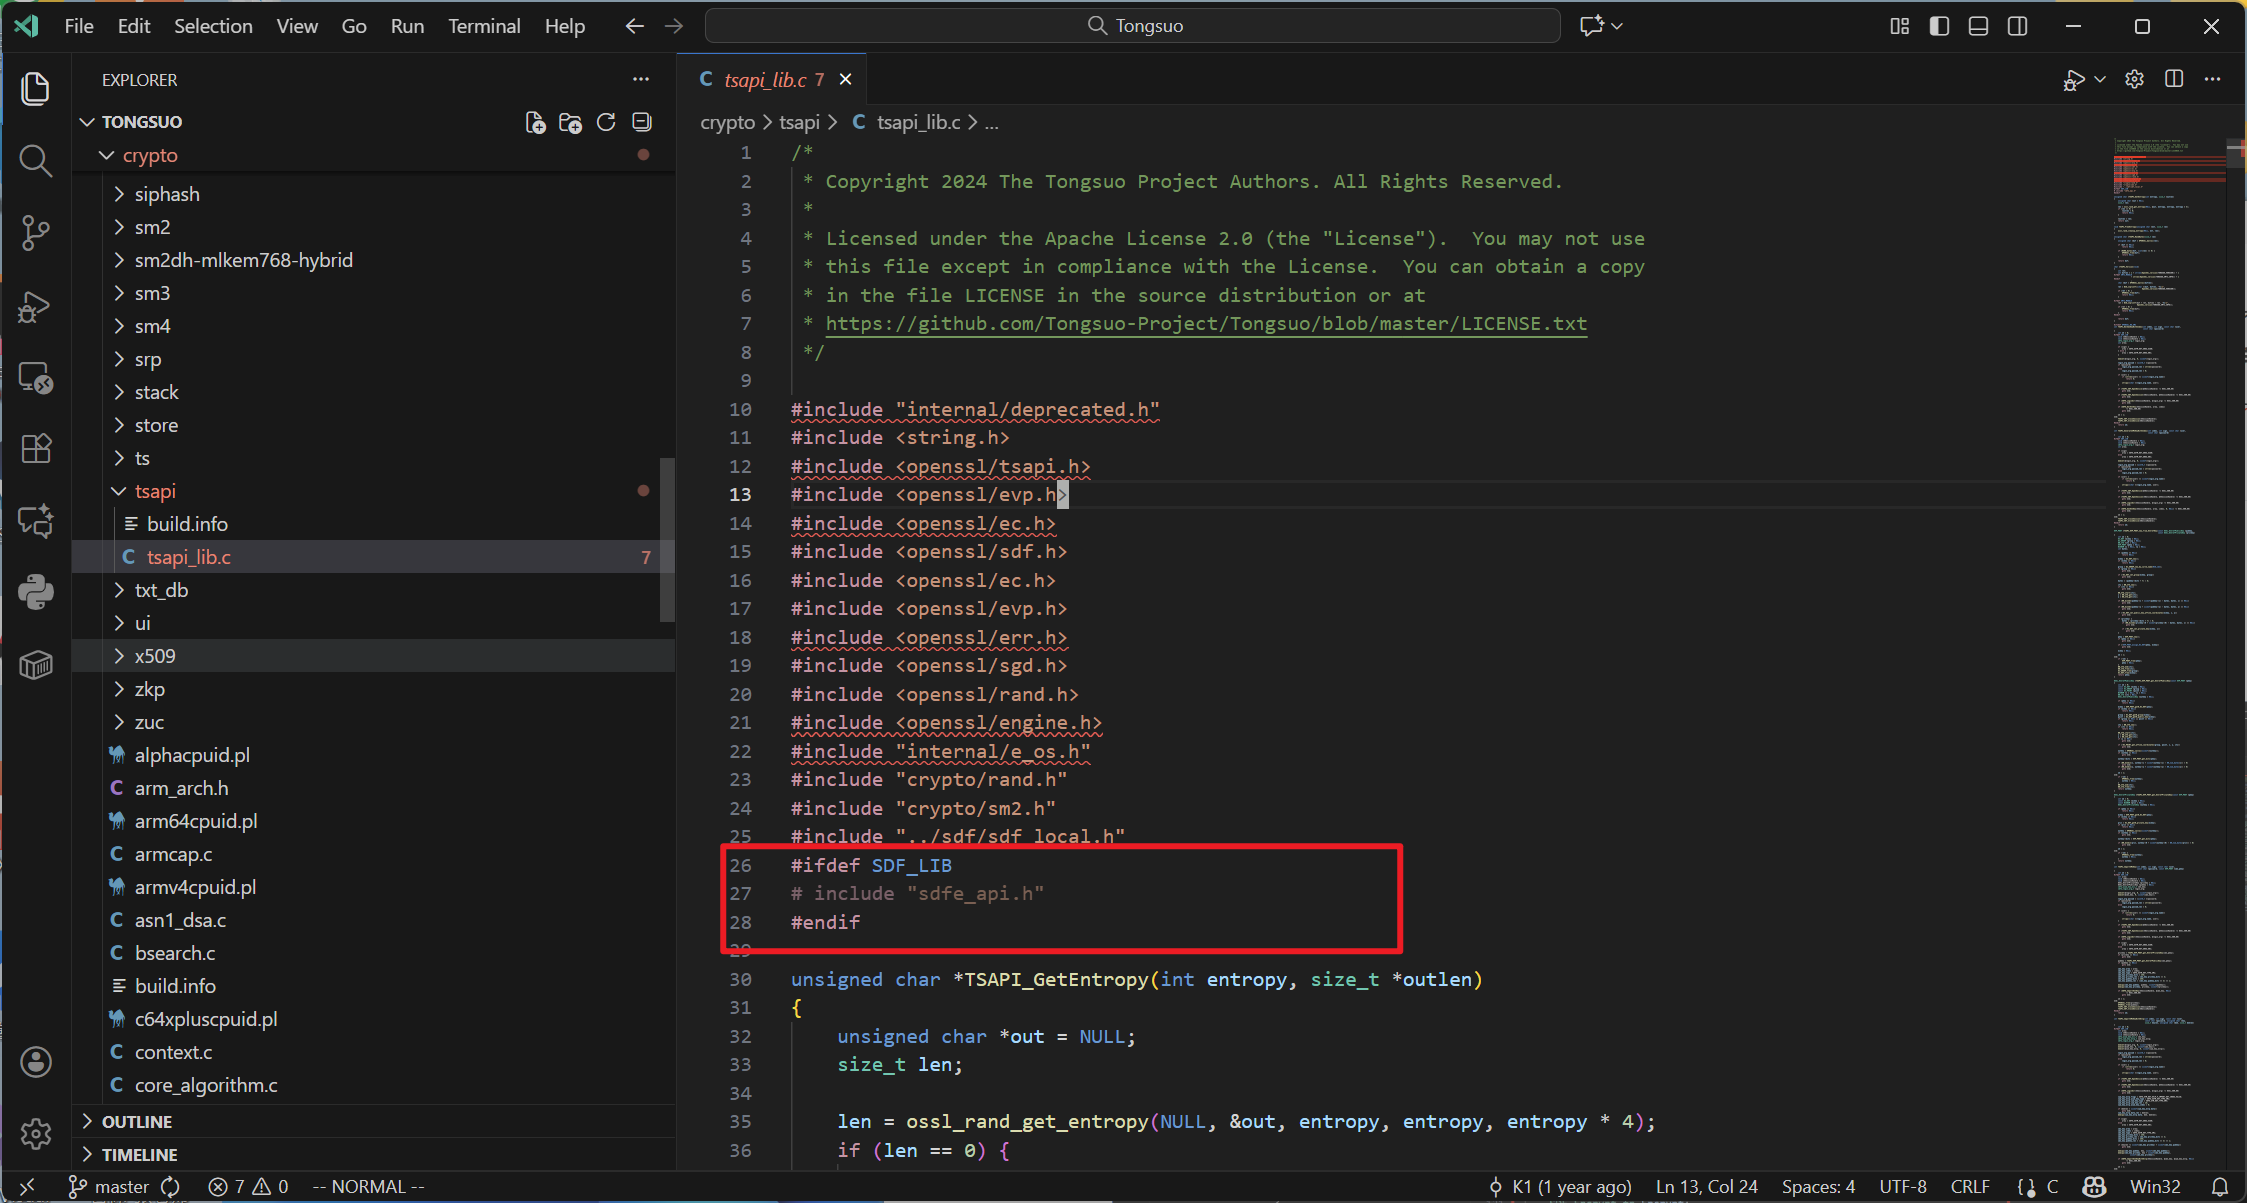 File Edit Selection View Go Run Terminal Help
Tongsuo
EXPLORER
TONGSUO
crypto
siphash
sm2
sm2dh-mlkem768-hybrid
sm3
sm4
srp
stack
store
ts
tsapi
build.info
C tsapi_lib.c 7
txt_db
ui
x509
zkp
zuc
alphacpuid.pl
C arm_arch.h
arm64cpuid.pl
C armcap.c
armv4cpuid.pl
C asn1_dsa.c
C bsearch.c
build.info
c64xpluscpuid.pl
C context.c
C core_algorithm.c
OUTLINE
TIMELINE
C tsapi_lib.c 7
crypto > tsapi > C tsapi_lib.c > ...
1 /*
2  * Copyright 2024 The Tongsuo Project Authors. All Rights Reserved.
3  *
4  * Licensed under the Apache License 2.0 (the "License").  You may not use
5  * this file except in compliance with the License.  You can obtain a copy
6  * in the file LICENSE in the source distribution or at
7  * https://github.com/Tongsuo-Project/Tongsuo/blob/master/LICENSE.txt
8  */
9
10 #include "internal/deprecated.h"
11 #include <string.h>
12 #include <openssl/tsapi.h>
13 #include <openssl/evp.h>
14 #include <openssl/ec.h>
15 #include <openssl/sdf.h>
16 #include <openssl/ec.h>
17 #include <openssl/evp.h>
18 #include <openssl/err.h>
19 #include <openssl/sgd.h>
20 #include <openssl/rand.h>
21 #include <openssl/engine.h>
22 #include "internal/e_os.h"
23 #include "crypto/rand.h"
24 #include "crypto/sm2.h"
25 #include "../sdf/sdf_local.h"
26 #ifdef SDF_LIB
27 # include "sdfe_api.h"
28 #endif
29
30 unsigned char *TSAPI_GetEntropy(int entropy, size_t *outlen)
31 {
32     unsigned char *out = NULL;
33     size_t len;
34
35     len = ossl_rand_get_entropy(NULL, &out, entropy, entropy, entropy * 4);
36     if (len == 0) {
master 7 0 -- NORMAL -- K1 (1 year ago) Ln 13, Col 24 Spaces: 4 UTF-8 CRLF {} C Win32